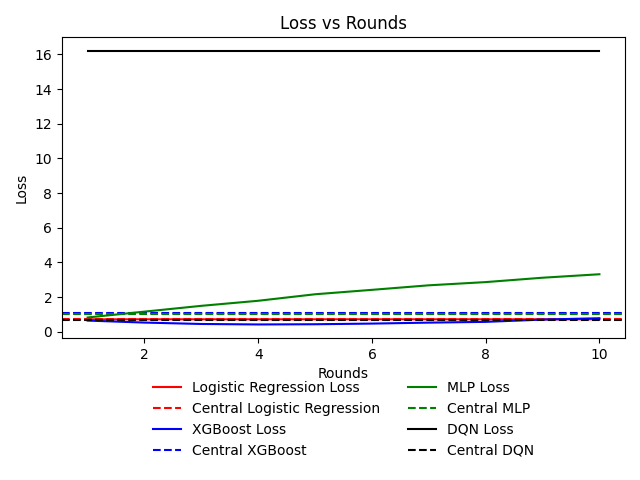 Loss vs Rounds
16
14
12
10
8
6
4
2
0
Loss
2 4 6 8 10
Rounds
Logistic Regression Loss
Central Logistic Regression
XGBoost Loss
Central XGBoost
MLP Loss
Central MLP
DQN Loss
Central DQN